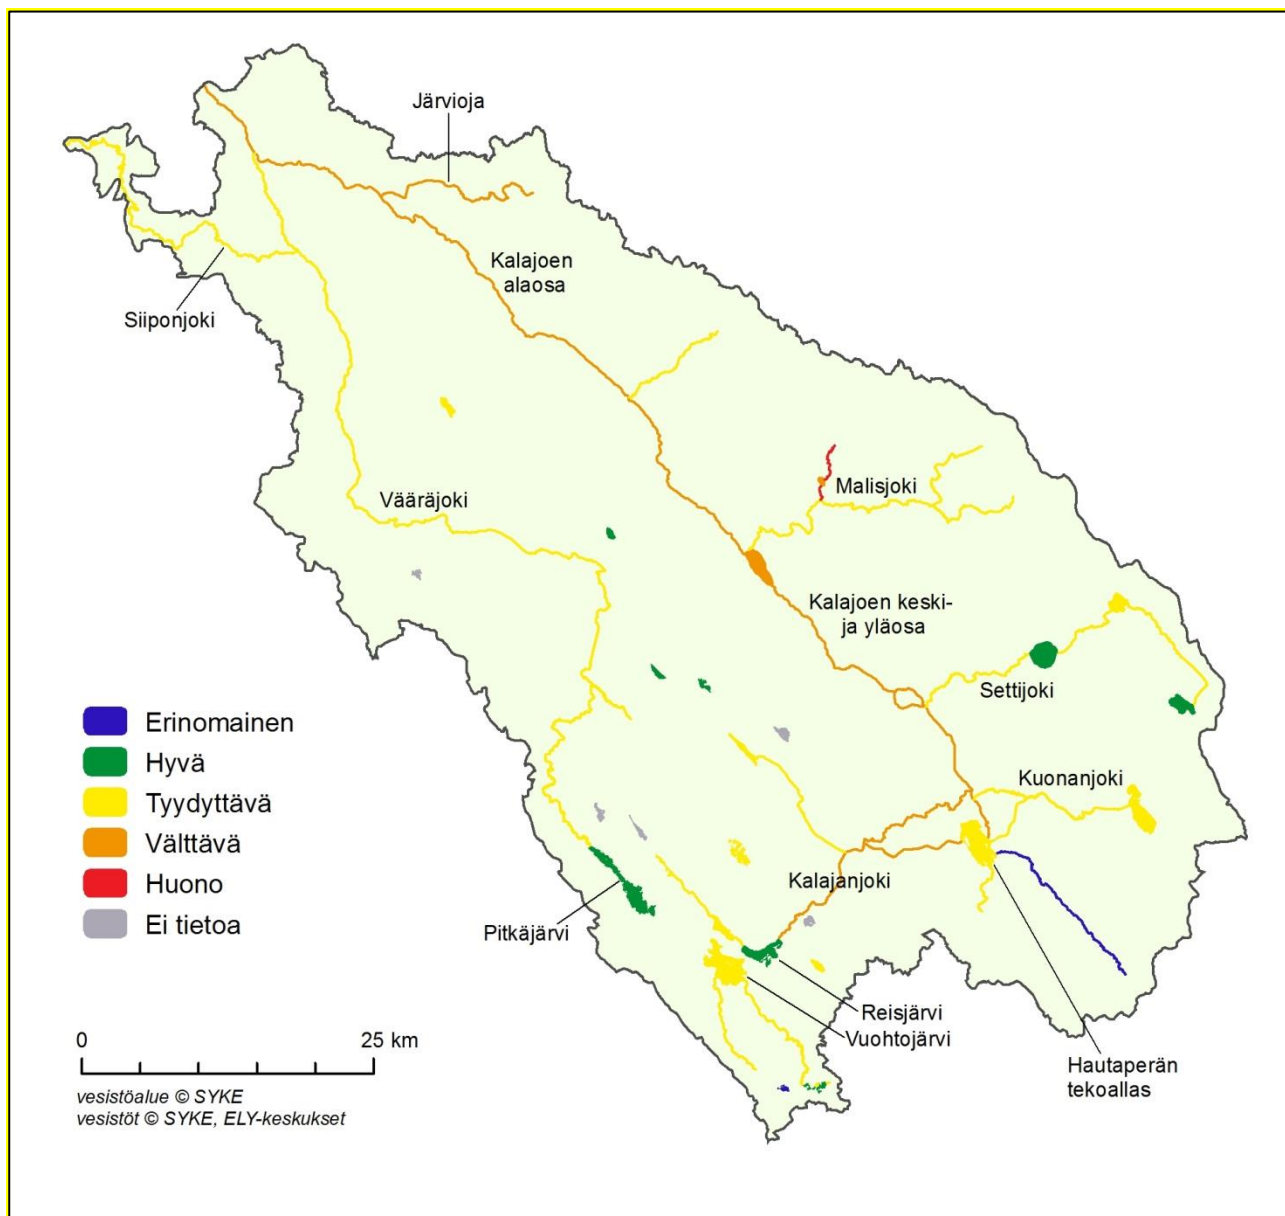 Järvioja
Kalajoen
alaosa
Siiponjoki
Vääräjoki
Malisjoki
Kalajoen keski-
ja yläosa
Settijoki
Kuonanjoki
Erinomainen
Hyvä
Tyydyttävä
Välttävä
Huono
Ei tietoa
Kalajanjoki
Pitkäjärvi
Reisjärvi
Vuohtojärvi
Hautaperän
tekoallas
0 25 km
vesistöalue © SYKE
vesistöt © SYKE, ELY-keskukset